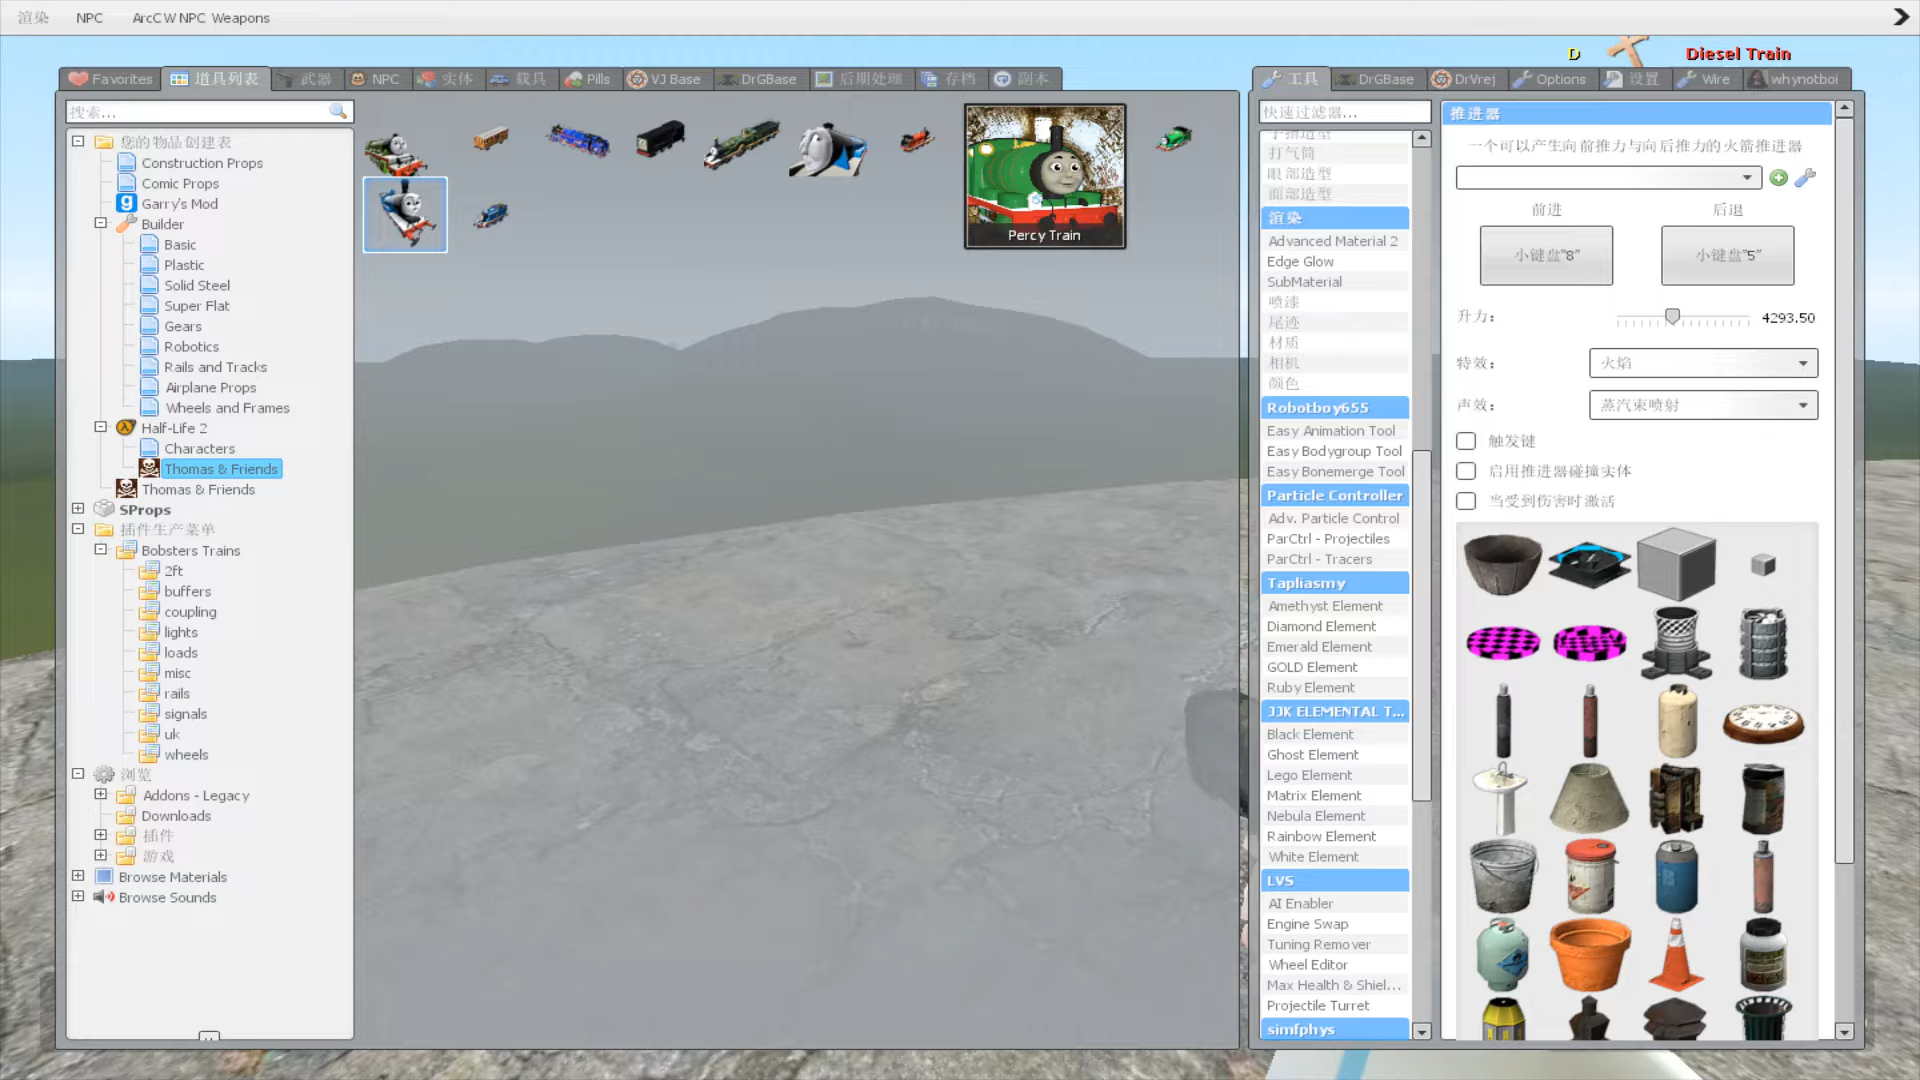 渲染 NPC ArcCW NPC Weapons
D Diesel Train
Favorites 道具列表 武器 NPC 实体 载具 Pills VJ Base DrGBase 后期处理 存档 副本
搜索...
您的物品创建表
Construction Props
Comic Props
Garry's Mod
Builder
Basic
Plastic
Solid Steel
Super Flat
Gears
Robotics
Rails and Tracks
Airplane Props
Wheels and Frames
Half-Life 2
Characters
Thomas & Friends
Thomas & Friends
SProps
插件生产菜单
Bobsters Trains
2ft
buffers
coupling
lights
loads
misc
rails
signals
uk
wheels
浏览
Addons - Legacy
Downloads
插件
游戏
Browse Materials
Browse Sounds
Percy Train
工具 DrGBase DrVrej Options 设置 Wire whynotboi
快速过滤器...
手指造型
打气筒
眼部造型
面部造型
渲染
Advanced Material 2
Edge Glow
SubMaterial
喷漆
尾迹
材质
相机
颜色
Robotboy655
Easy Animation Tool
Easy Bodygroup Tool
Easy Bonemerge Tool
Particle Controller
Adv. Particle Control
ParCtrl - Projectiles
ParCtrl - Tracers
Tapliasmy
Amethyst Element
Diamond Element
Emerald Element
GOLD Element
Ruby Element
JJK ELEMENTAL T...
Black Element
Ghost Element
Lego Element
Matrix Element
Nebula Element
Rainbow Element
White Element
LVS
AI Enabler
Engine Swap
Tuning Remover
Wheel Editor
Max Health & Shiel...
Projectile Turret
simfphys
推进器
一个可以产生向前推力与向后推力的火箭推进器
前进 后退
小键盘"8" 小键盘"5"
升力: 4293.50
特效: 火焰
声效: 蒸汽束喷射
触发键
启用推进器碰撞实体
当受到伤害时激活